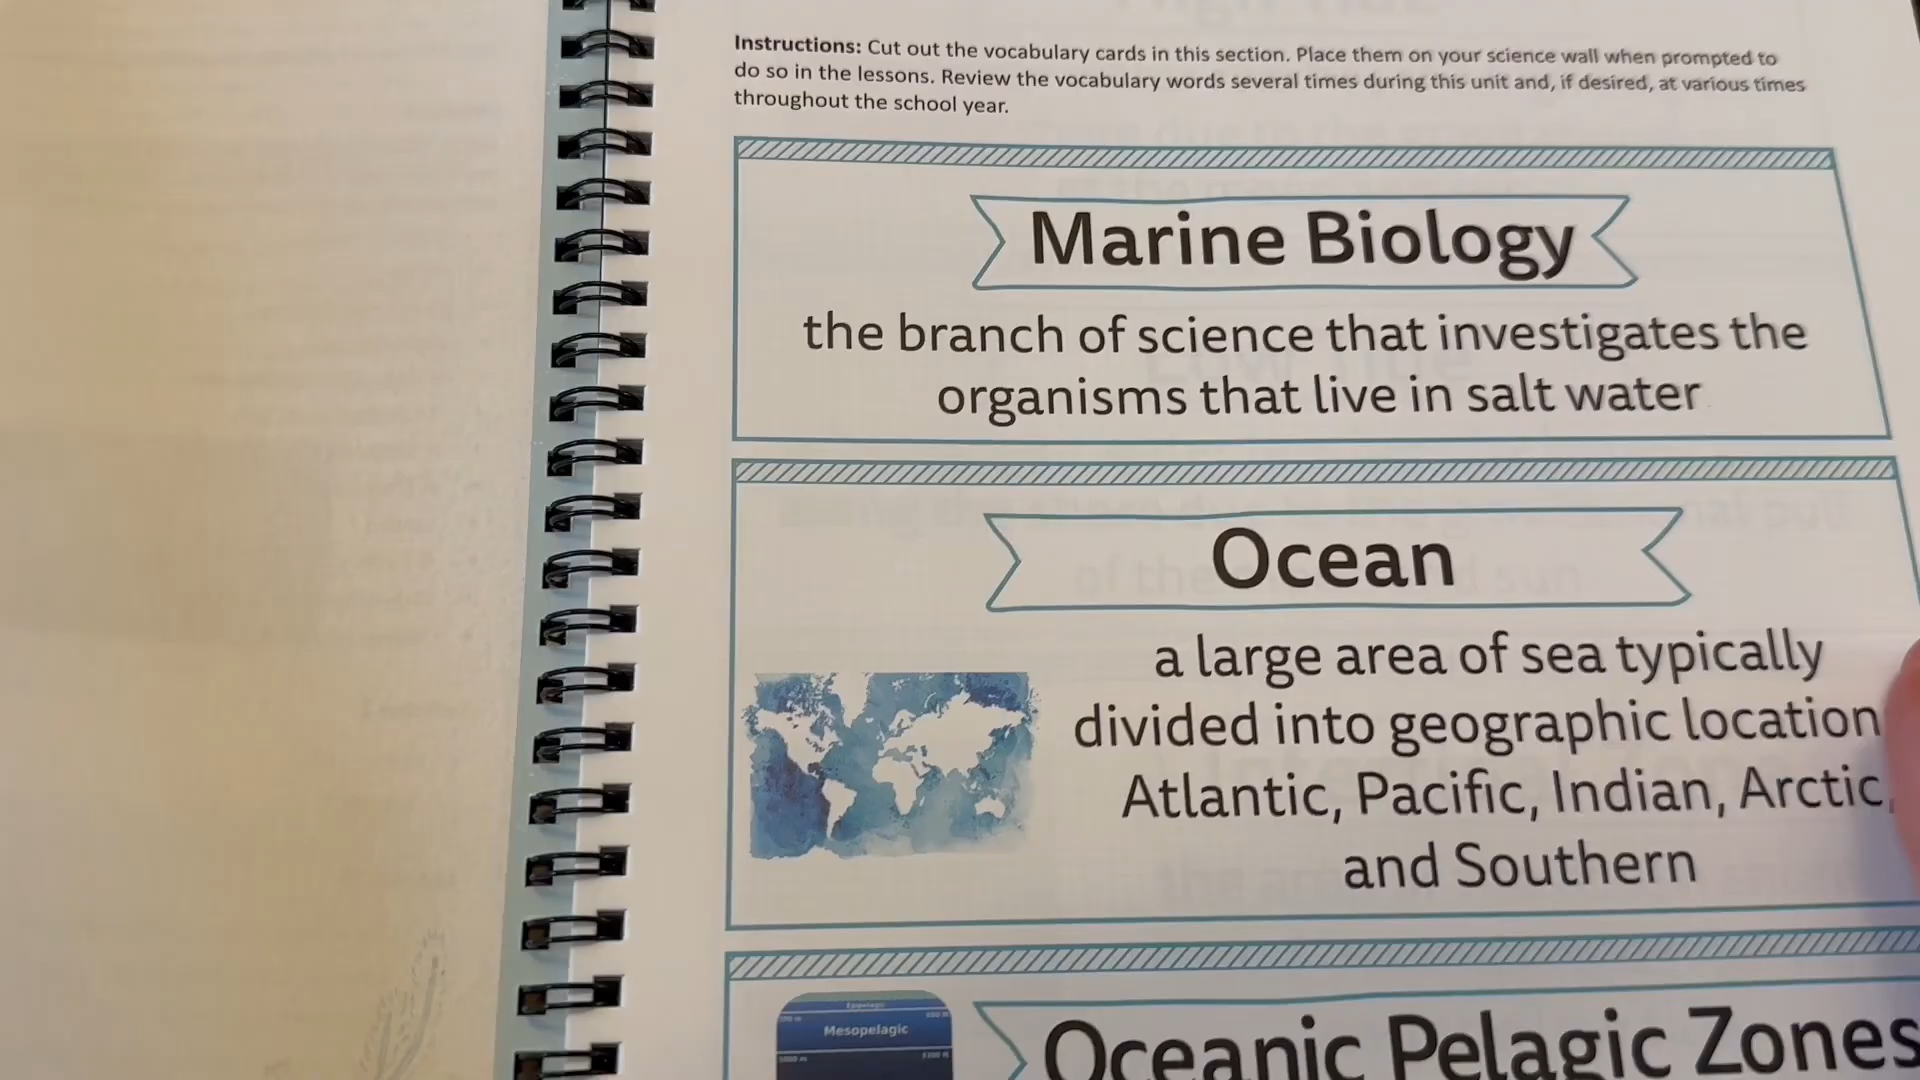 Instructions: Cut out the vocabulary cards in this section. Place them on your science wall when prompted to
do so in the lessons. Review the vocabulary words several times during this unit and, if desired, at various times
throughout the school year.
Marine Biology
the branch of science that investigates the
organisms that live in salt water
Ocean
a large area of sea typically
divided into geographic location
Atlantic, Pacific, Indian, Arctic,
and Southern
Oceanic Pelagic Zones
Epipelagic
Mesopelagic